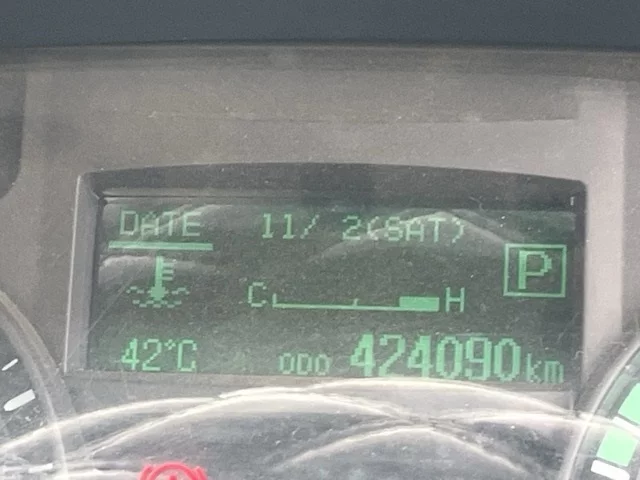 DATE 11/ 2(SAT)
P
C H
42°C ODO 424090km